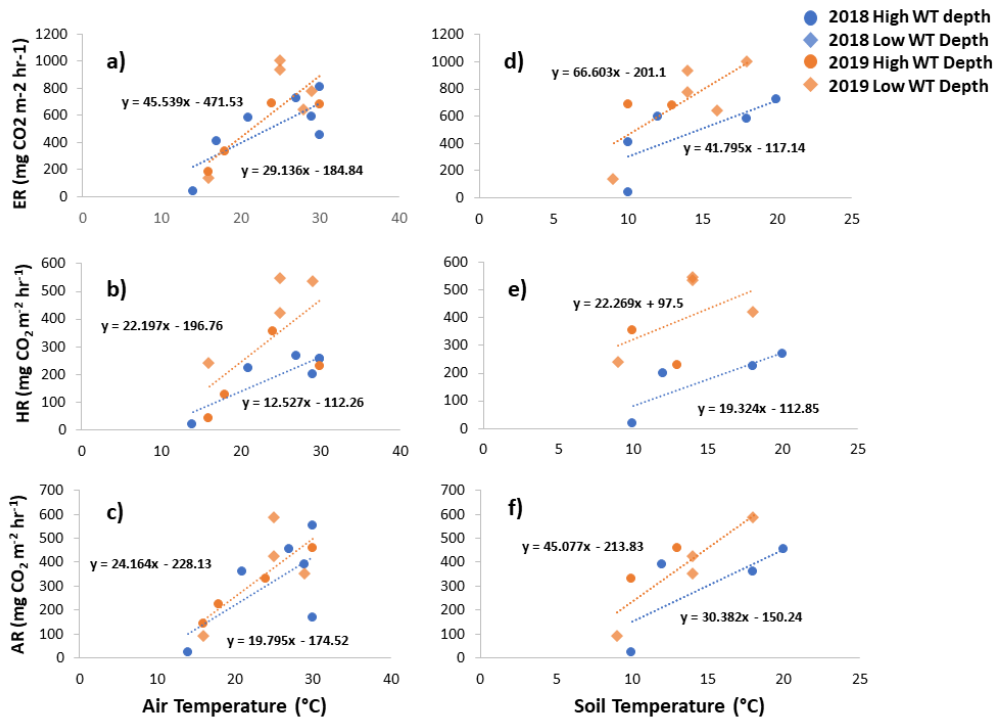 2018 High WT depth
2018 Low WT Depth
2019 High WT Depth
2019 Low WT Depth
ER (mg CO2 m-2 hr-1)
1200
1000
800
600
400
200
0
a)
y = 45.539x - 471.53
y = 29.136x - 184.84
0 10 20 30 40
1200
1000
800
600
400
200
0
d)
y = 66.603x - 201.1
y = 41.795x - 117.14
0 5 10 15 20 25
HR (mg CO₂ m⁻² hr⁻¹)
600
500
400
300
200
100
0
b)
y = 22.197x - 196.76
y = 12.527x - 112.26
0 10 20 30 40
600
500
400
300
200
100
0
e)
y = 22.269x + 97.5
y = 19.324x - 112.85
0 5 10 15 20 25
AR (mg CO₂ m⁻² hr⁻¹)
700
600
500
400
300
200
100
0
c)
y = 24.164x - 228.13
y = 19.795x - 174.52
0 10 20 30 40
Air Temperature (°C)
700
600
500
400
300
200
100
0
f)
y = 45.077x - 213.83
y = 30.382x - 150.24
0 5 10 15 20 25
Soil Temperature (°C)